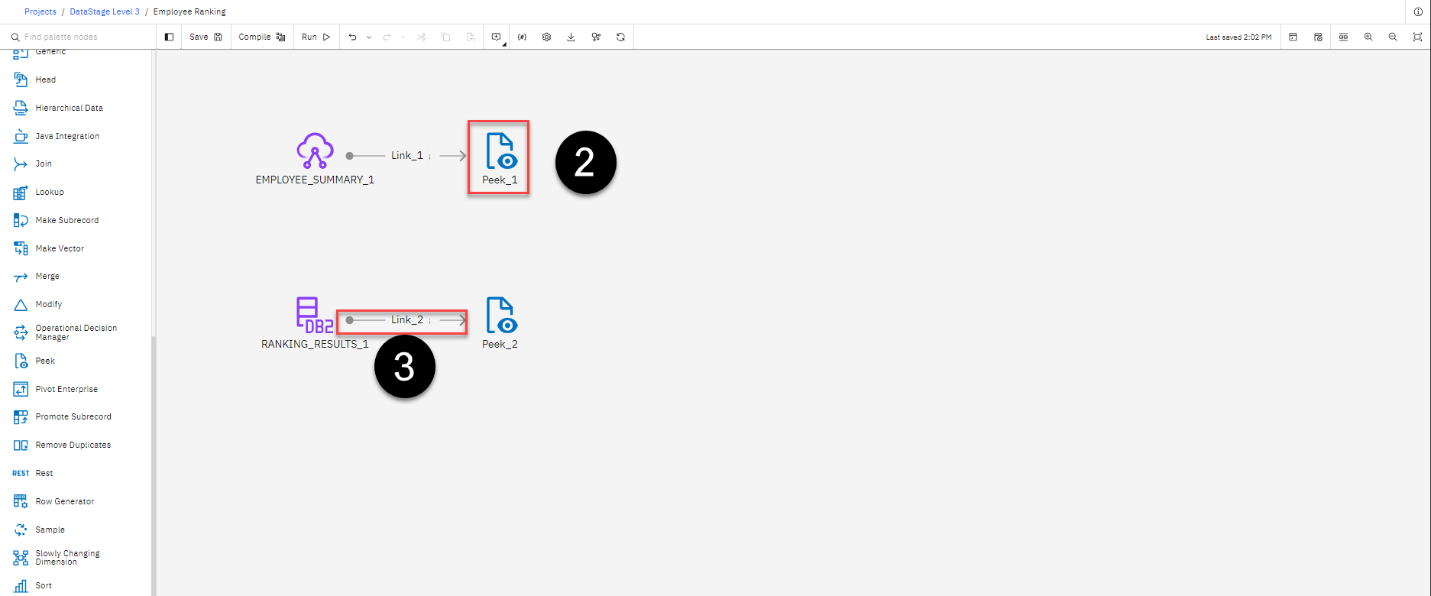 Projects / DataStage Level 3 / Employee Ranking
Find palette nodes
Save
Compile
Run
Last saved 2:02 PM
Generic
Head
Hierarchical Data
Java Integration
Join
Lookup
Make Subrecord
Make Vector
Merge
Modify
Operational Decision
Manager
Peek
Pivot Enterprise
Promote Subrecord
Remove Duplicates
REST Rest
Row Generator
Sample
Slowly Changing
Dimension
Sort
Link_1
EMPLOYEE_SUMMARY_1
Peek_1
2
DB2
Link_2
RANKING_RESULTS_1
Peek_2
3